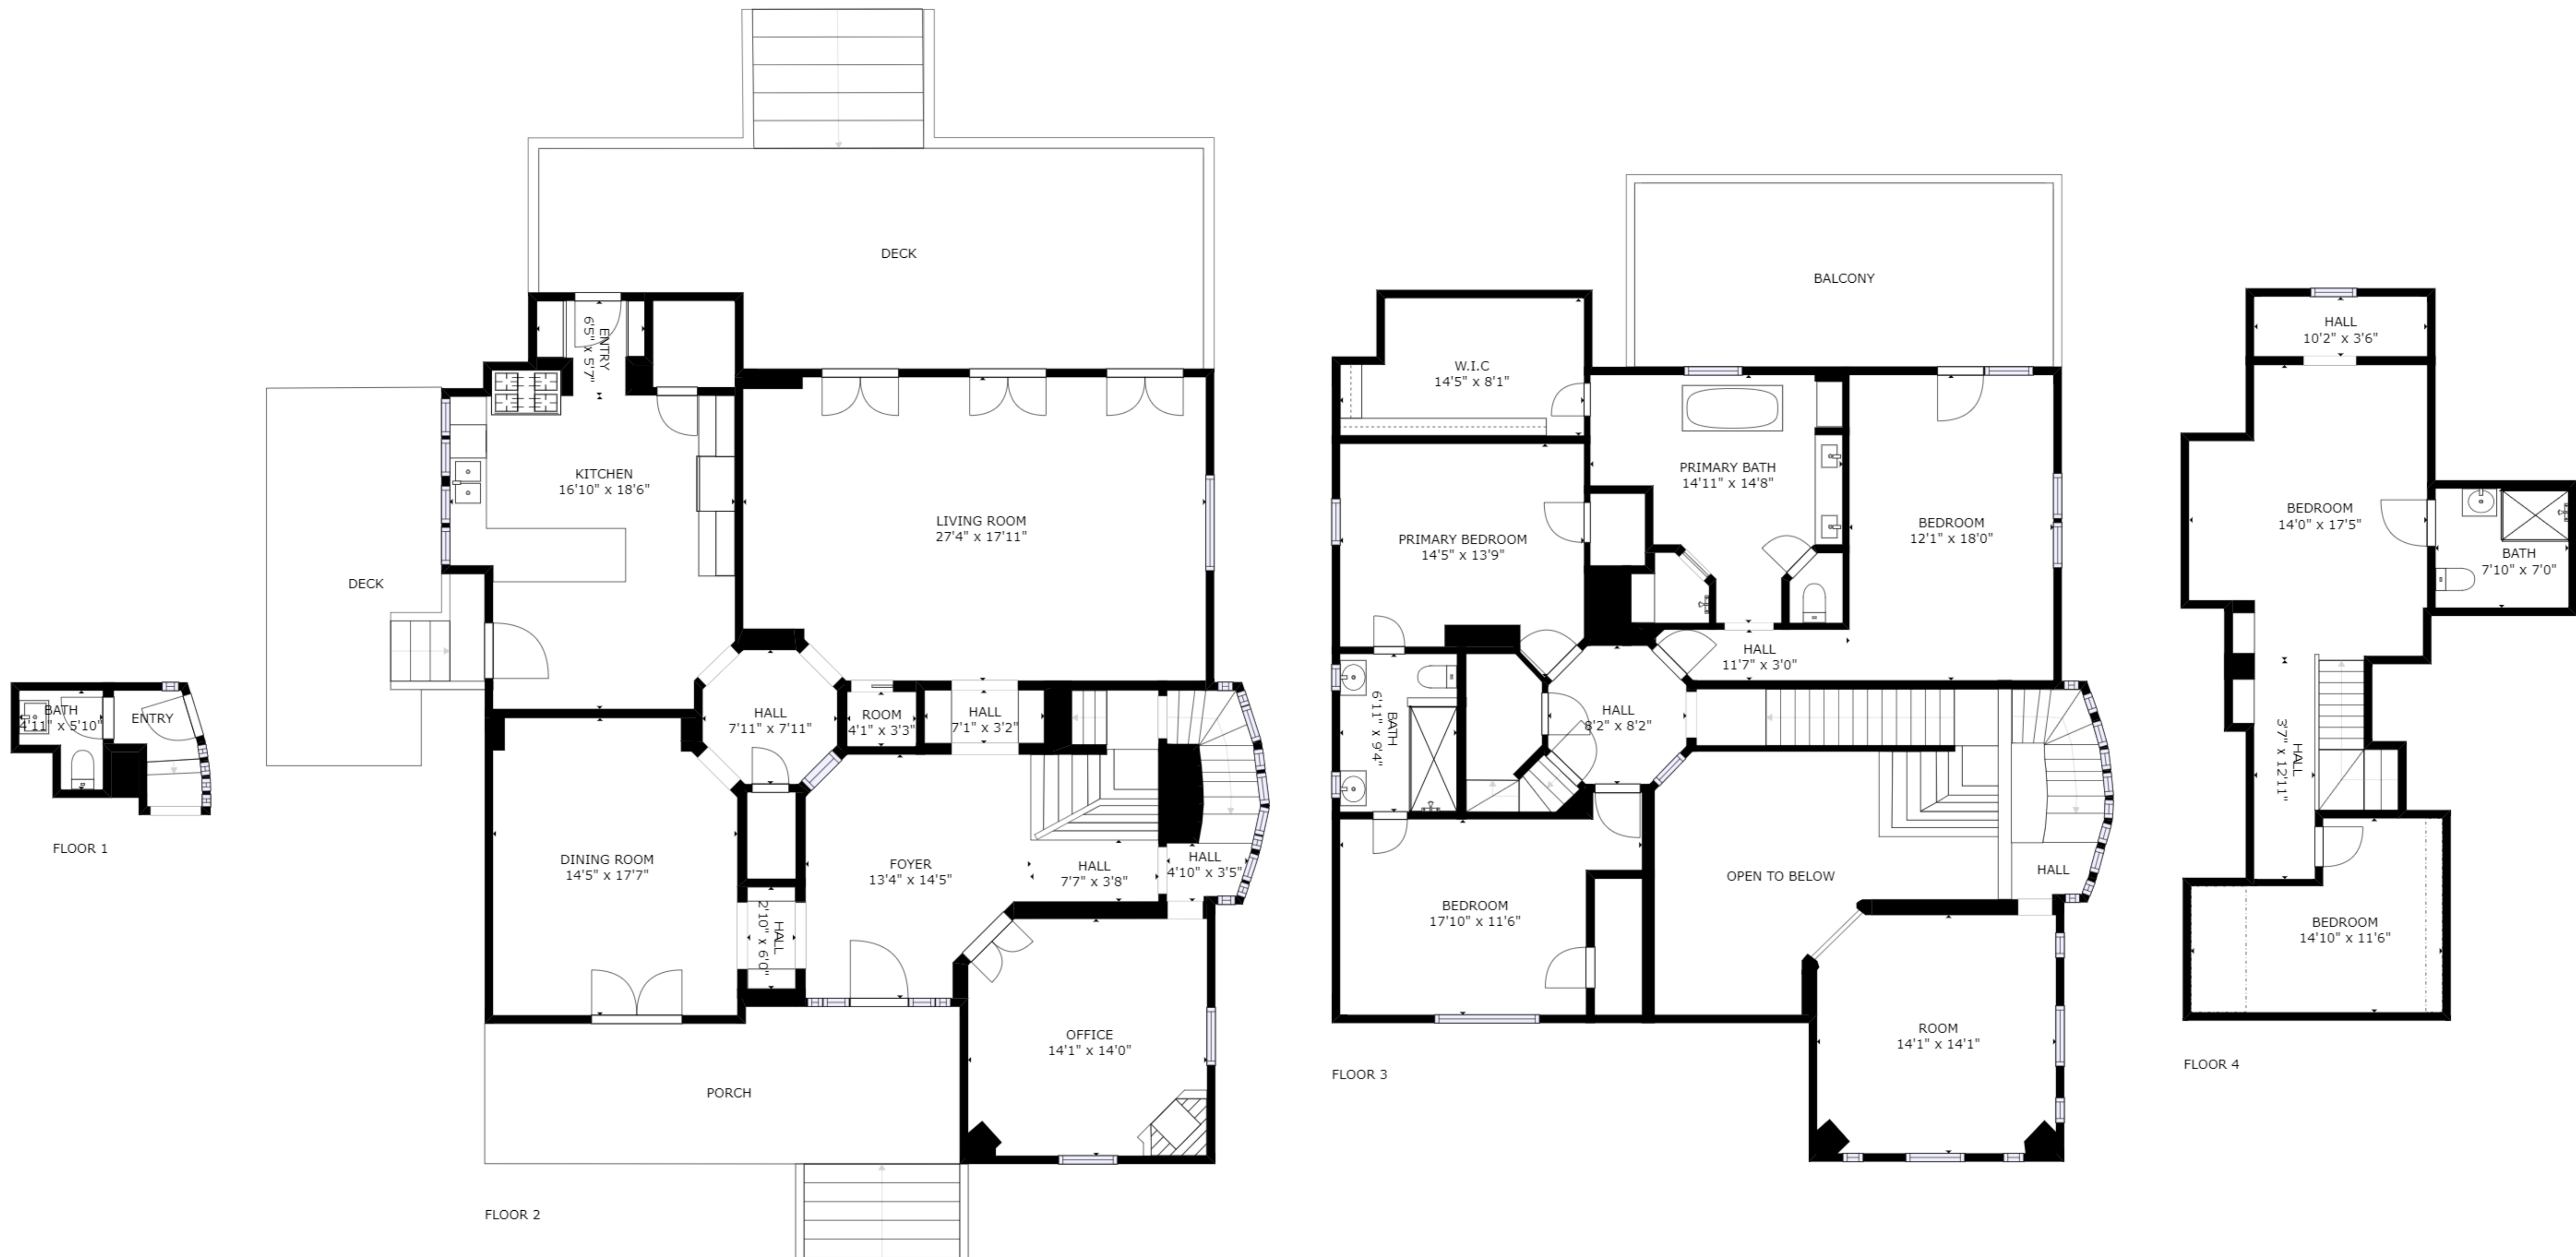 BATH
4'11" x 5'10"
ENTRY
FLOOR 1
DECK
ENTRY
6'5" x 5'7"
KITCHEN
16'10" x 18'6"
LIVING ROOM
27'4" x 17'11"
DECK
HALL
7'11" x 7'11"
ROOM
4'1" x 3'3"
HALL
7'1" x 3'2"
DINING ROOM
14'5" x 17'7"
FOYER
13'4" x 14'5"
HALL
7'7" x 3'8"
HALL
4'10" x 3'5"
HALL
2'10" x 6'0"
OFFICE
14'1" x 14'0"
PORCH
FLOOR 2
BALCONY
W.I.C
14'5" x 8'1"
PRIMARY BATH
14'11" x 14'8"
PRIMARY BEDROOM
14'5" x 13'9"
BEDROOM
12'1" x 18'0"
HALL
11'7" x 3'0"
BATH
6'11" x 9'4"
HALL
8'2" x 8'2"
HALL
OPEN TO BELOW
BEDROOM
17'10" x 11'6"
ROOM
14'1" x 14'1"
FLOOR 3
HALL
10'2" x 3'6"
BEDROOM
14'0" x 17'5"
BATH
7'10" x 7'0"
HALL
3'7" x 12'11"
BEDROOM
14'10" x 11'6"
FLOOR 4